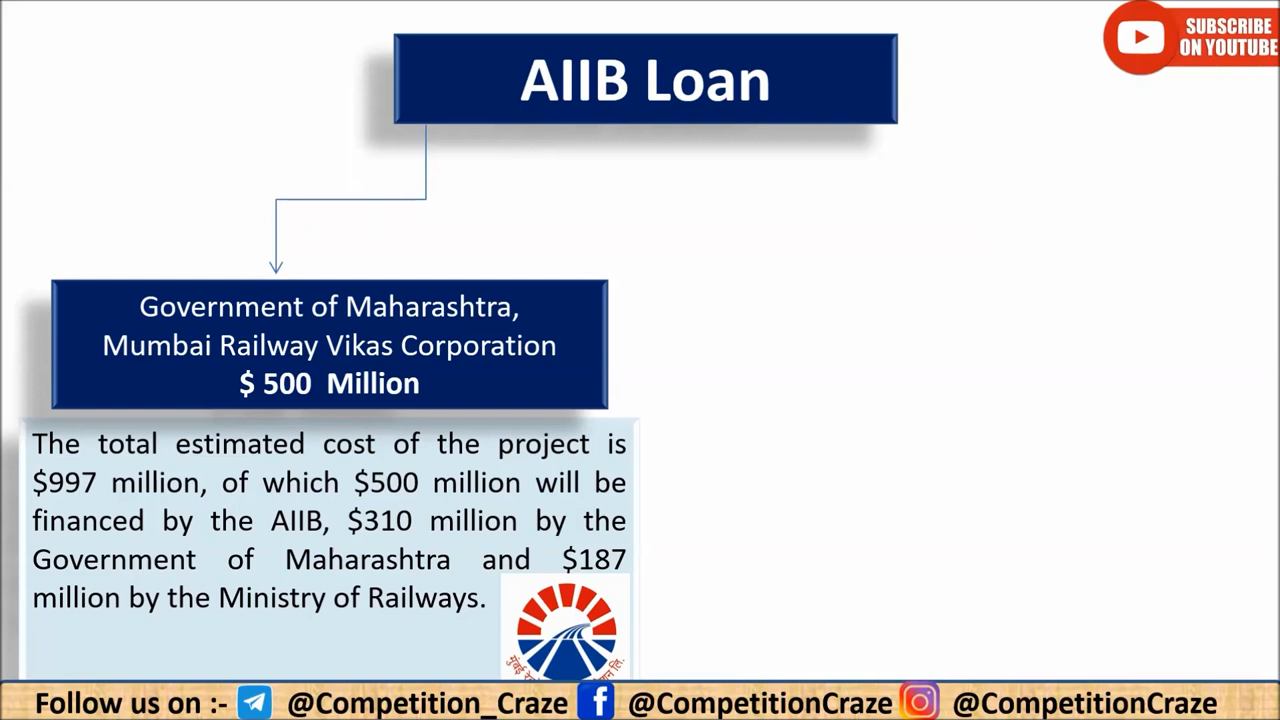 SUBSCRIBE
ON YOUTUBE
AIIB Loan
Government of Maharashtra,
Mumbai Railway Vikas Corporation
$ 500 Million
The total estimated cost of the project is
$997 million, of which $500 million will be
financed by the AIIB, $310 million by the
Government of Maharashtra and $187
million by the Ministry of Railways.
Follow us on :- @Competition_Craze @CompetitionCraze @CompetitionCraze